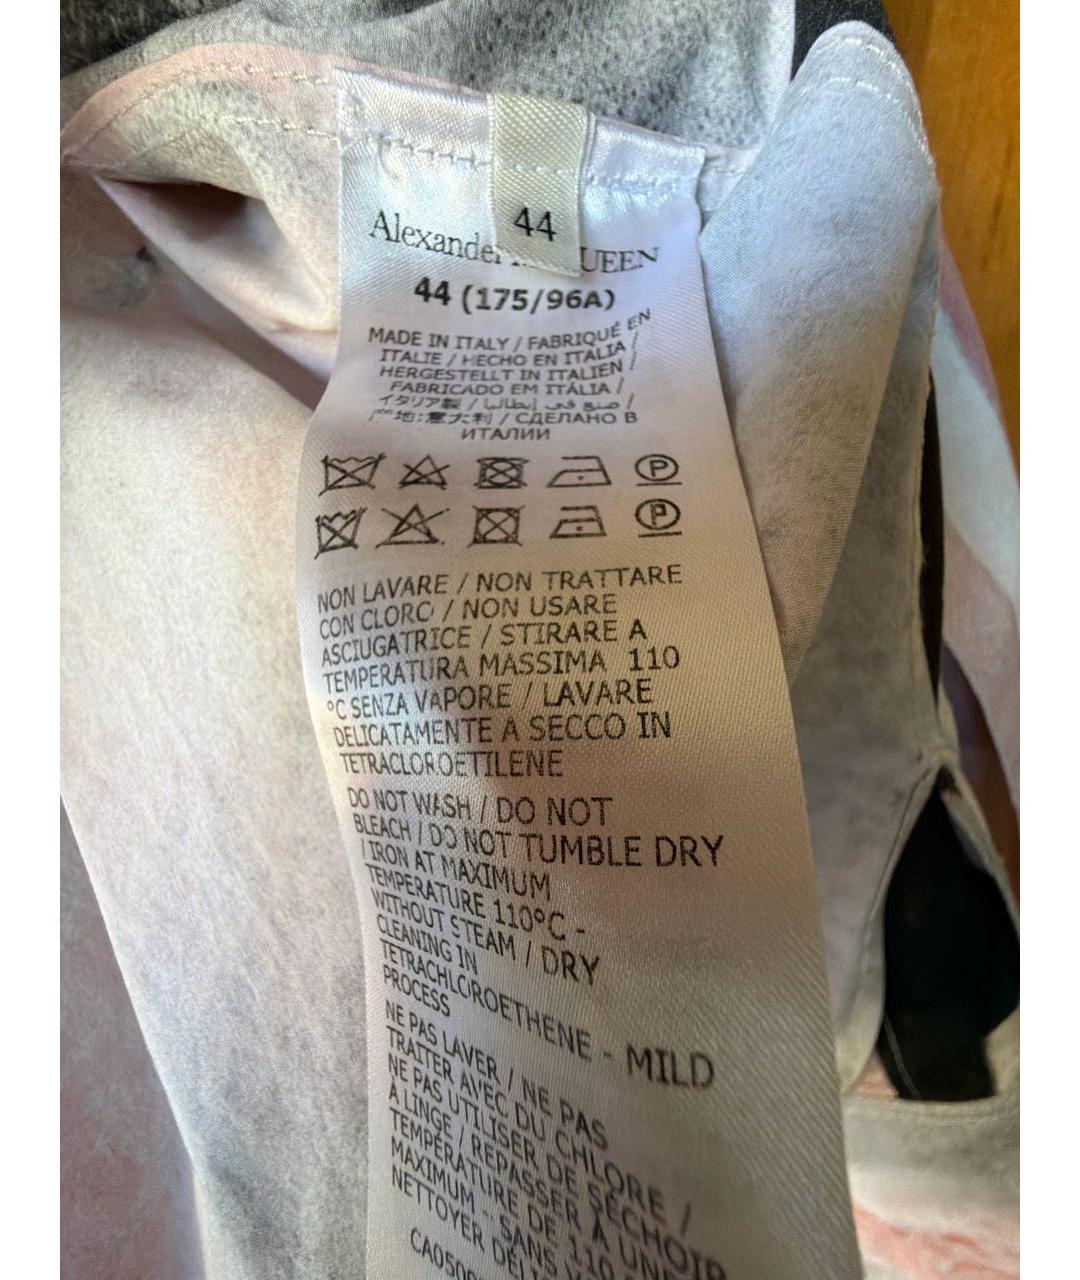 44
Alexander UEEN
44 (175/96A)
MADE IN ITALY / FABRIQUÉ EN
ITALIE / HECHO EN ITALIA /
HERGESTELLT IN ITALIEN /
FABRICADO EM ITÁLIA /
イタリア製 / صنع في إيطاليا /
产地:意大利 / СДЕЛАНО В
ИТАЛИИ
P
P
NON LAVARE / NON TRATTARE
CON CLORO / NON USARE
ASCIUGATRICE / STIRARE A
TEMPERATURA MASSIMA 110
°C SENZA VAPORE / LAVARE
DELICATAMENTE A SECCO IN
TETRACLOROETILENE
DO NOT WASH / DO NOT
BLEACH / DO NOT TUMBLE DRY
/ IRON AT MAXIMUM
TEMPERATURE 110°C -
WITHOUT STEAM / DRY
CLEANING IN
TETRACHLOROETHENE - MILD
PROCESS
NE PAS LAVER / NE PAS
TRAITER AVEC DU CHLORE /
NE PAS UTILISER DE SÉCHOIR
À LINGE / REPASSER À UNE
TEMPÉRATURE DE 110
MAXIMUM - SANS
NETTOYER